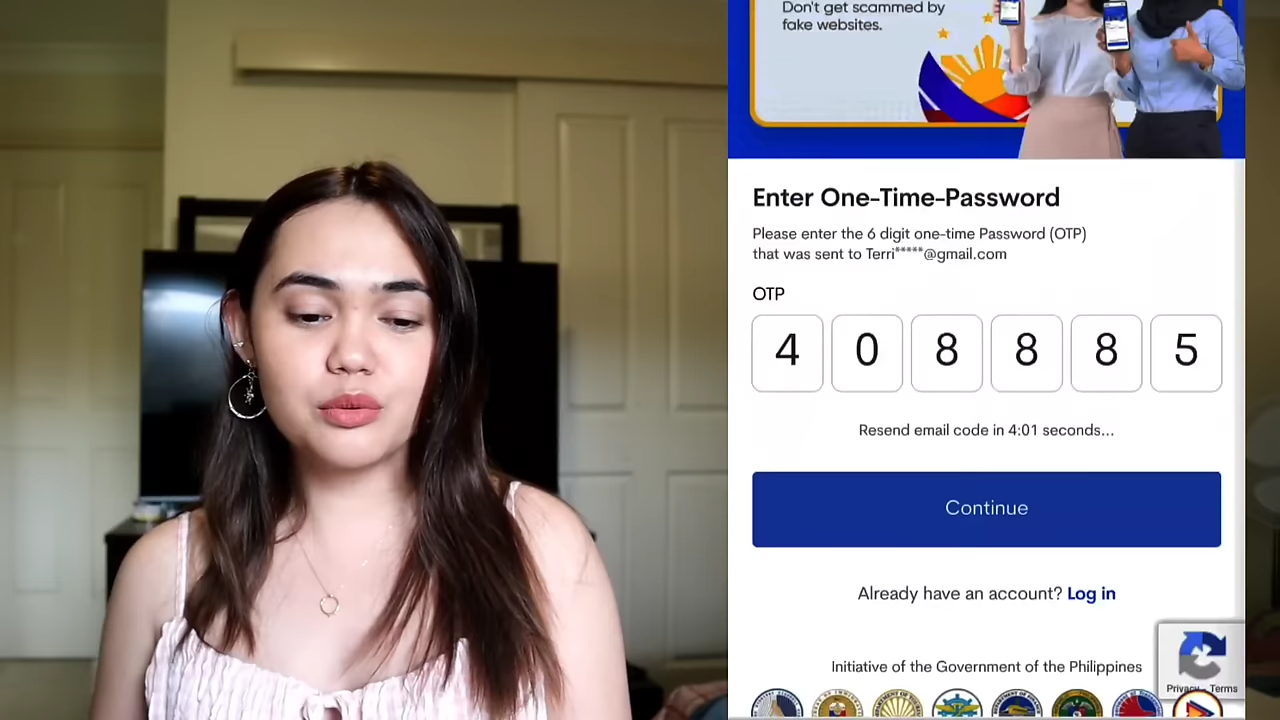 Don't get scammed by
fake websites.
Enter One-Time-Password
Please enter the 6 digit one-time Password (OTP)
that was sent to Terri*****@gmail.com
OTP
4 0 8 8 8 5
Resend email code in 4:01 seconds...
Continue
Already have an account? Log in
Initiative of the Government of the Philippines
Privacy - Terms